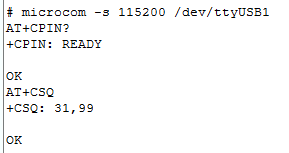 # microcom -s 115200 /dev/ttyUSB1
AT+CPIN?
+CPIN: READY

OK
AT+CSQ
+CSQ: 31,99

OK